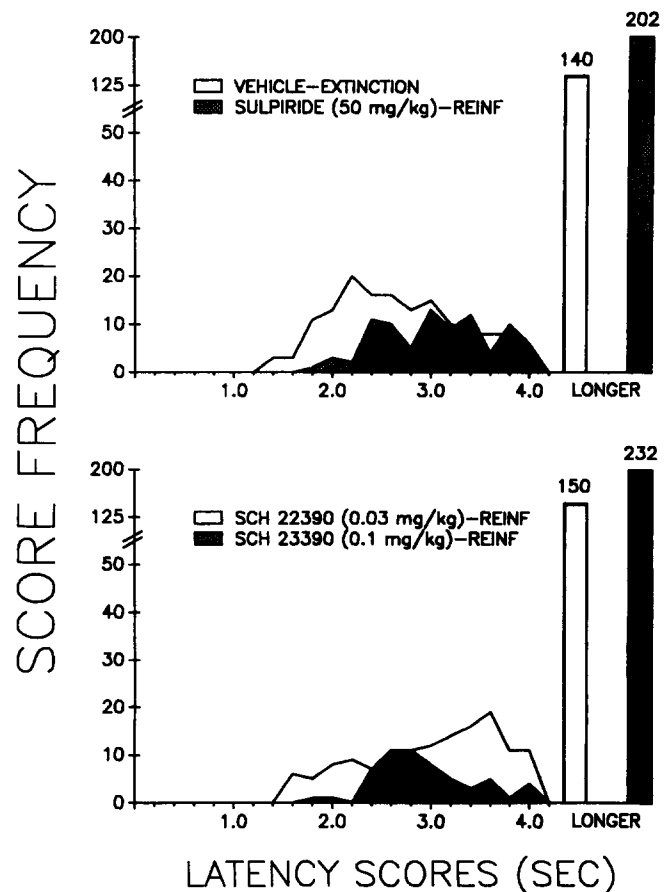 SCORE FREQUENCY
202
200
140
125
VEHICLE-EXTINCTION
SULPIRIDE (50 mg/kg)-REINF
50
40
30
20
10
0
1.0 2.0 3.0 4.0 LONGER
232
200
150
125
SCH 22390 (0.03 mg/kg)-REINF
SCH 23390 (0.1 mg/kg)-REINF
50
40
30
20
10
0
1.0 2.0 3.0 4.0 LONGER
LATENCY SCORES (SEC)